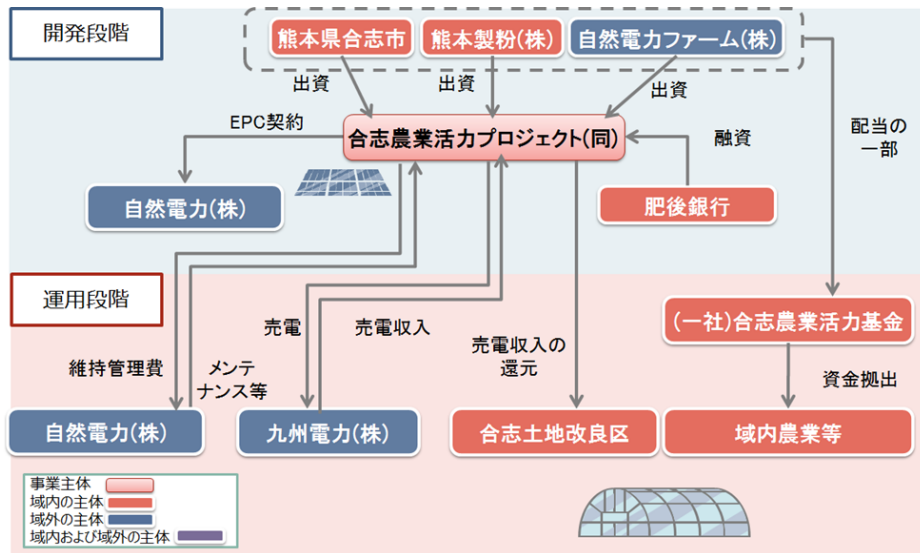 開発段階
熊本県合志市
熊本製粉(株)
自然電力ファーム(株)
出資
出資
出資
EPC契約
合志農業活力プロジェクト(同)
融資
配当の
一部
自然電力(株)
肥後銀行
運用段階
売電
売電収入
(一社)合志農業活力基金
維持管理費
メンテ
ナンス等
売電収入の
還元
資金拠出
自然電力(株)
九州電力(株)
合志土地改良区
域内農業等
事業主体
域内の主体
域外の主体
域内および域外の主体